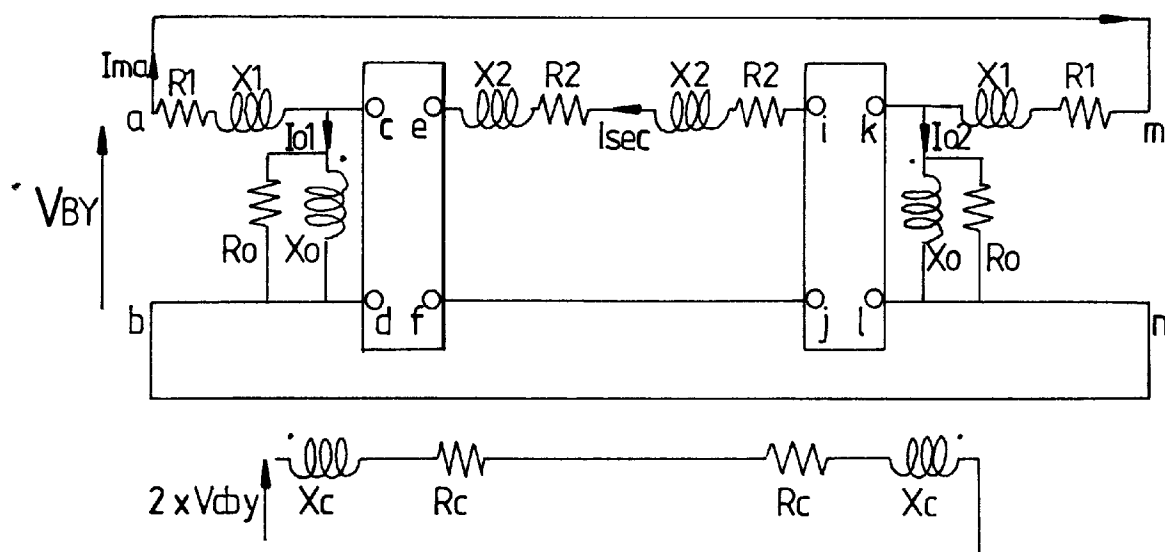 Ima R1 X1 X2 R2 X2 R2 X1 R1
a Io1 c e Isec i k Io2 m
VBY Ro Xo Xo Ro
b d f j l n
2 x Vcby Xc Rc Rc Xc